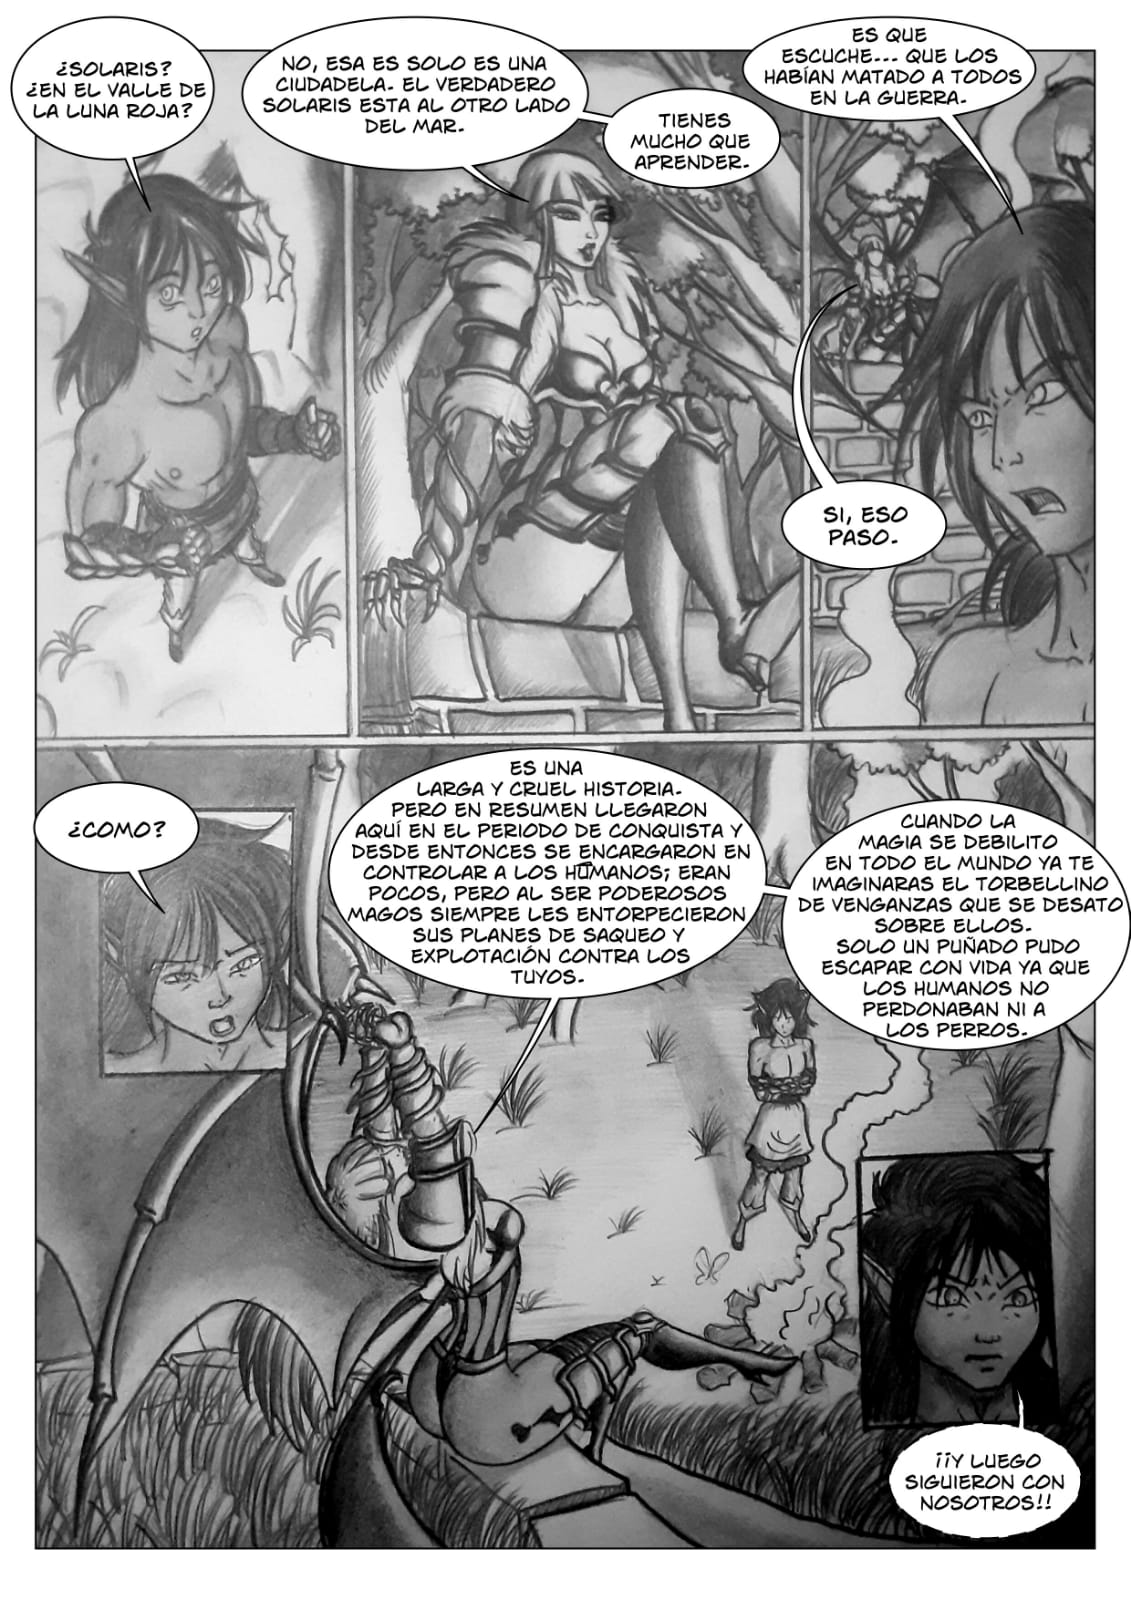 ¿SOLARIS?
¿EN EL VALLE DE
LA LUNA ROJA?
NO, ESA ES SOLO ES UNA
CIUDADELA. EL VERDADERO
SOLARIS ESTA AL OTRO LADO
DEL MAR.
TIENES
MUCHO QUE
APRENDER.
ES QUE
ESCUCHE... QUE LOS
HABÍAN MATADO A TODOS
EN LA GUERRA.
SI, ESO
PASO.
¿COMO?
ES UNA
LARGA Y CRUEL HISTORIA.
PERO EN RESUMEN LLEGARON
AQUÍ EN EL PERIODO DE CONQUISTA Y
DESDE ENTONCES SE ENCARGARON EN
CONTROLAR A LOS HUMANOS; ERAN
POCOS, PERO AL SER PODEROSOS
MAGOS SIEMPRE LES ENTORPECIERON
SUS PLANES DE SAQUEO Y
EXPLOTACIÓN CONTRA LOS
TUYOS.
CUANDO LA
MAGIA SE DEBILITO
EN TODO EL MUNDO YA TE
IMAGINARAS EL TORBELLINO
DE VENGANZAS QUE SE DESATO
SOBRE ELLOS.
SOLO UN PUÑADO PUDO
ESCAPAR CON VIDA YA QUE
LOS HUMANOS NO
PERDONABAN NI A
LOS PERROS.
¡¡Y LUEGO
SIGUIERON CON
NOSOTROS!!